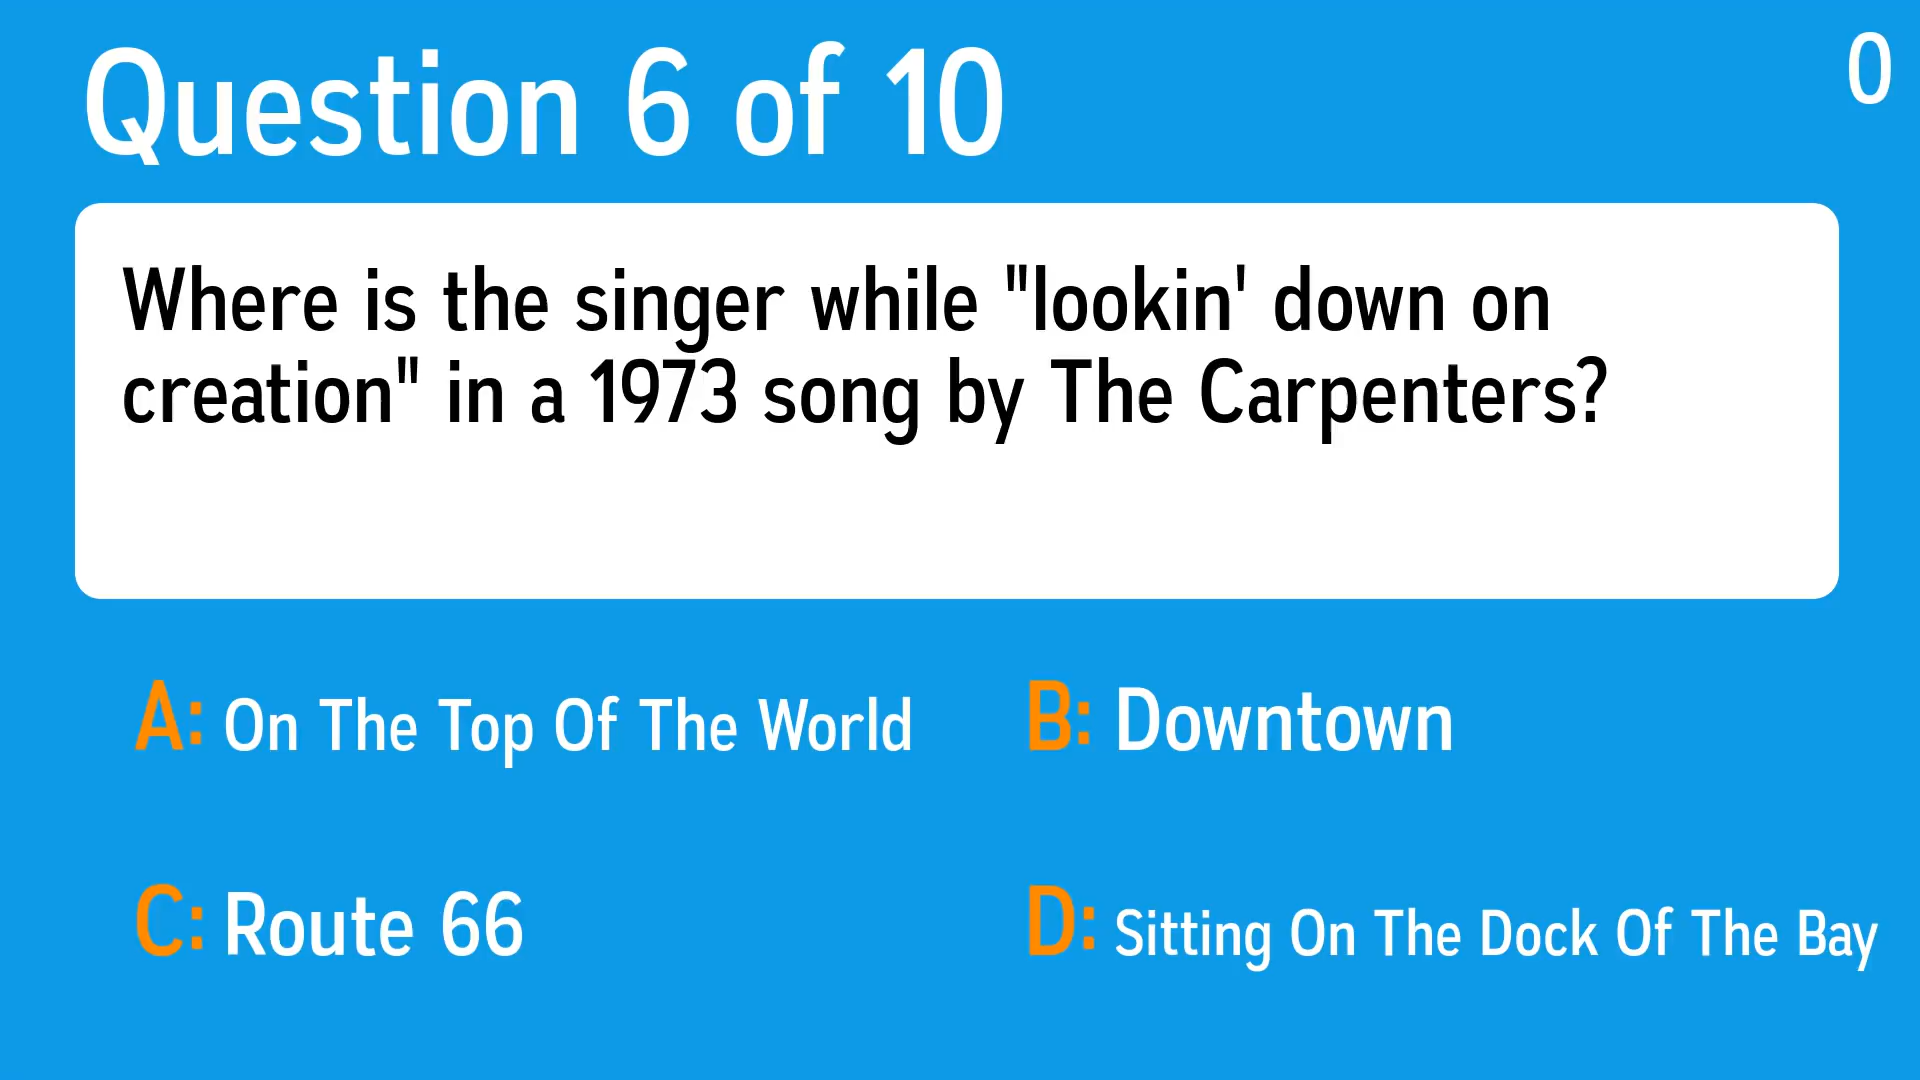 Question 6 of 10
0
Where is the singer while "lookin' down on
creation" in a 1973 song by The Carpenters?
A: On The Top Of The World
B: Downtown
C: Route 66
D: Sitting On The Dock Of The Bay